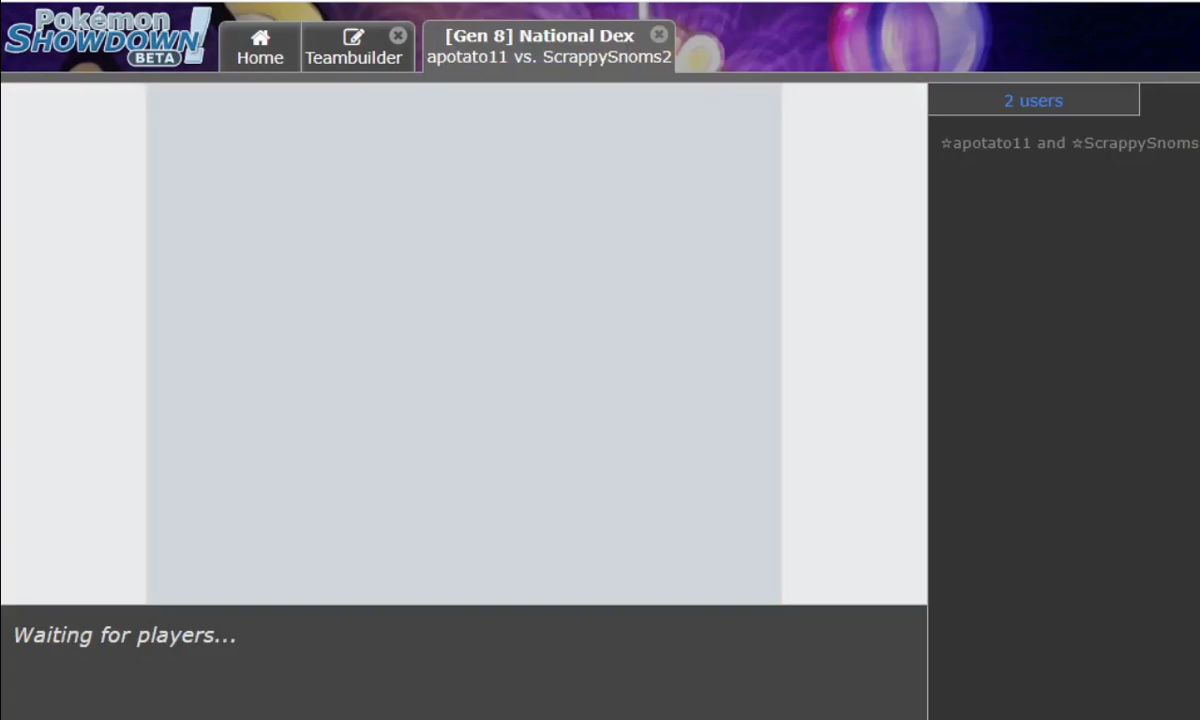 Pokémon
SHOWDOWN!
BETA
Home
Teambuilder
[Gen 8] National Dex
apotato11 vs. ScrappySnoms2
2 users
☆apotato11 and ☆ScrappySnoms
Waiting for players...